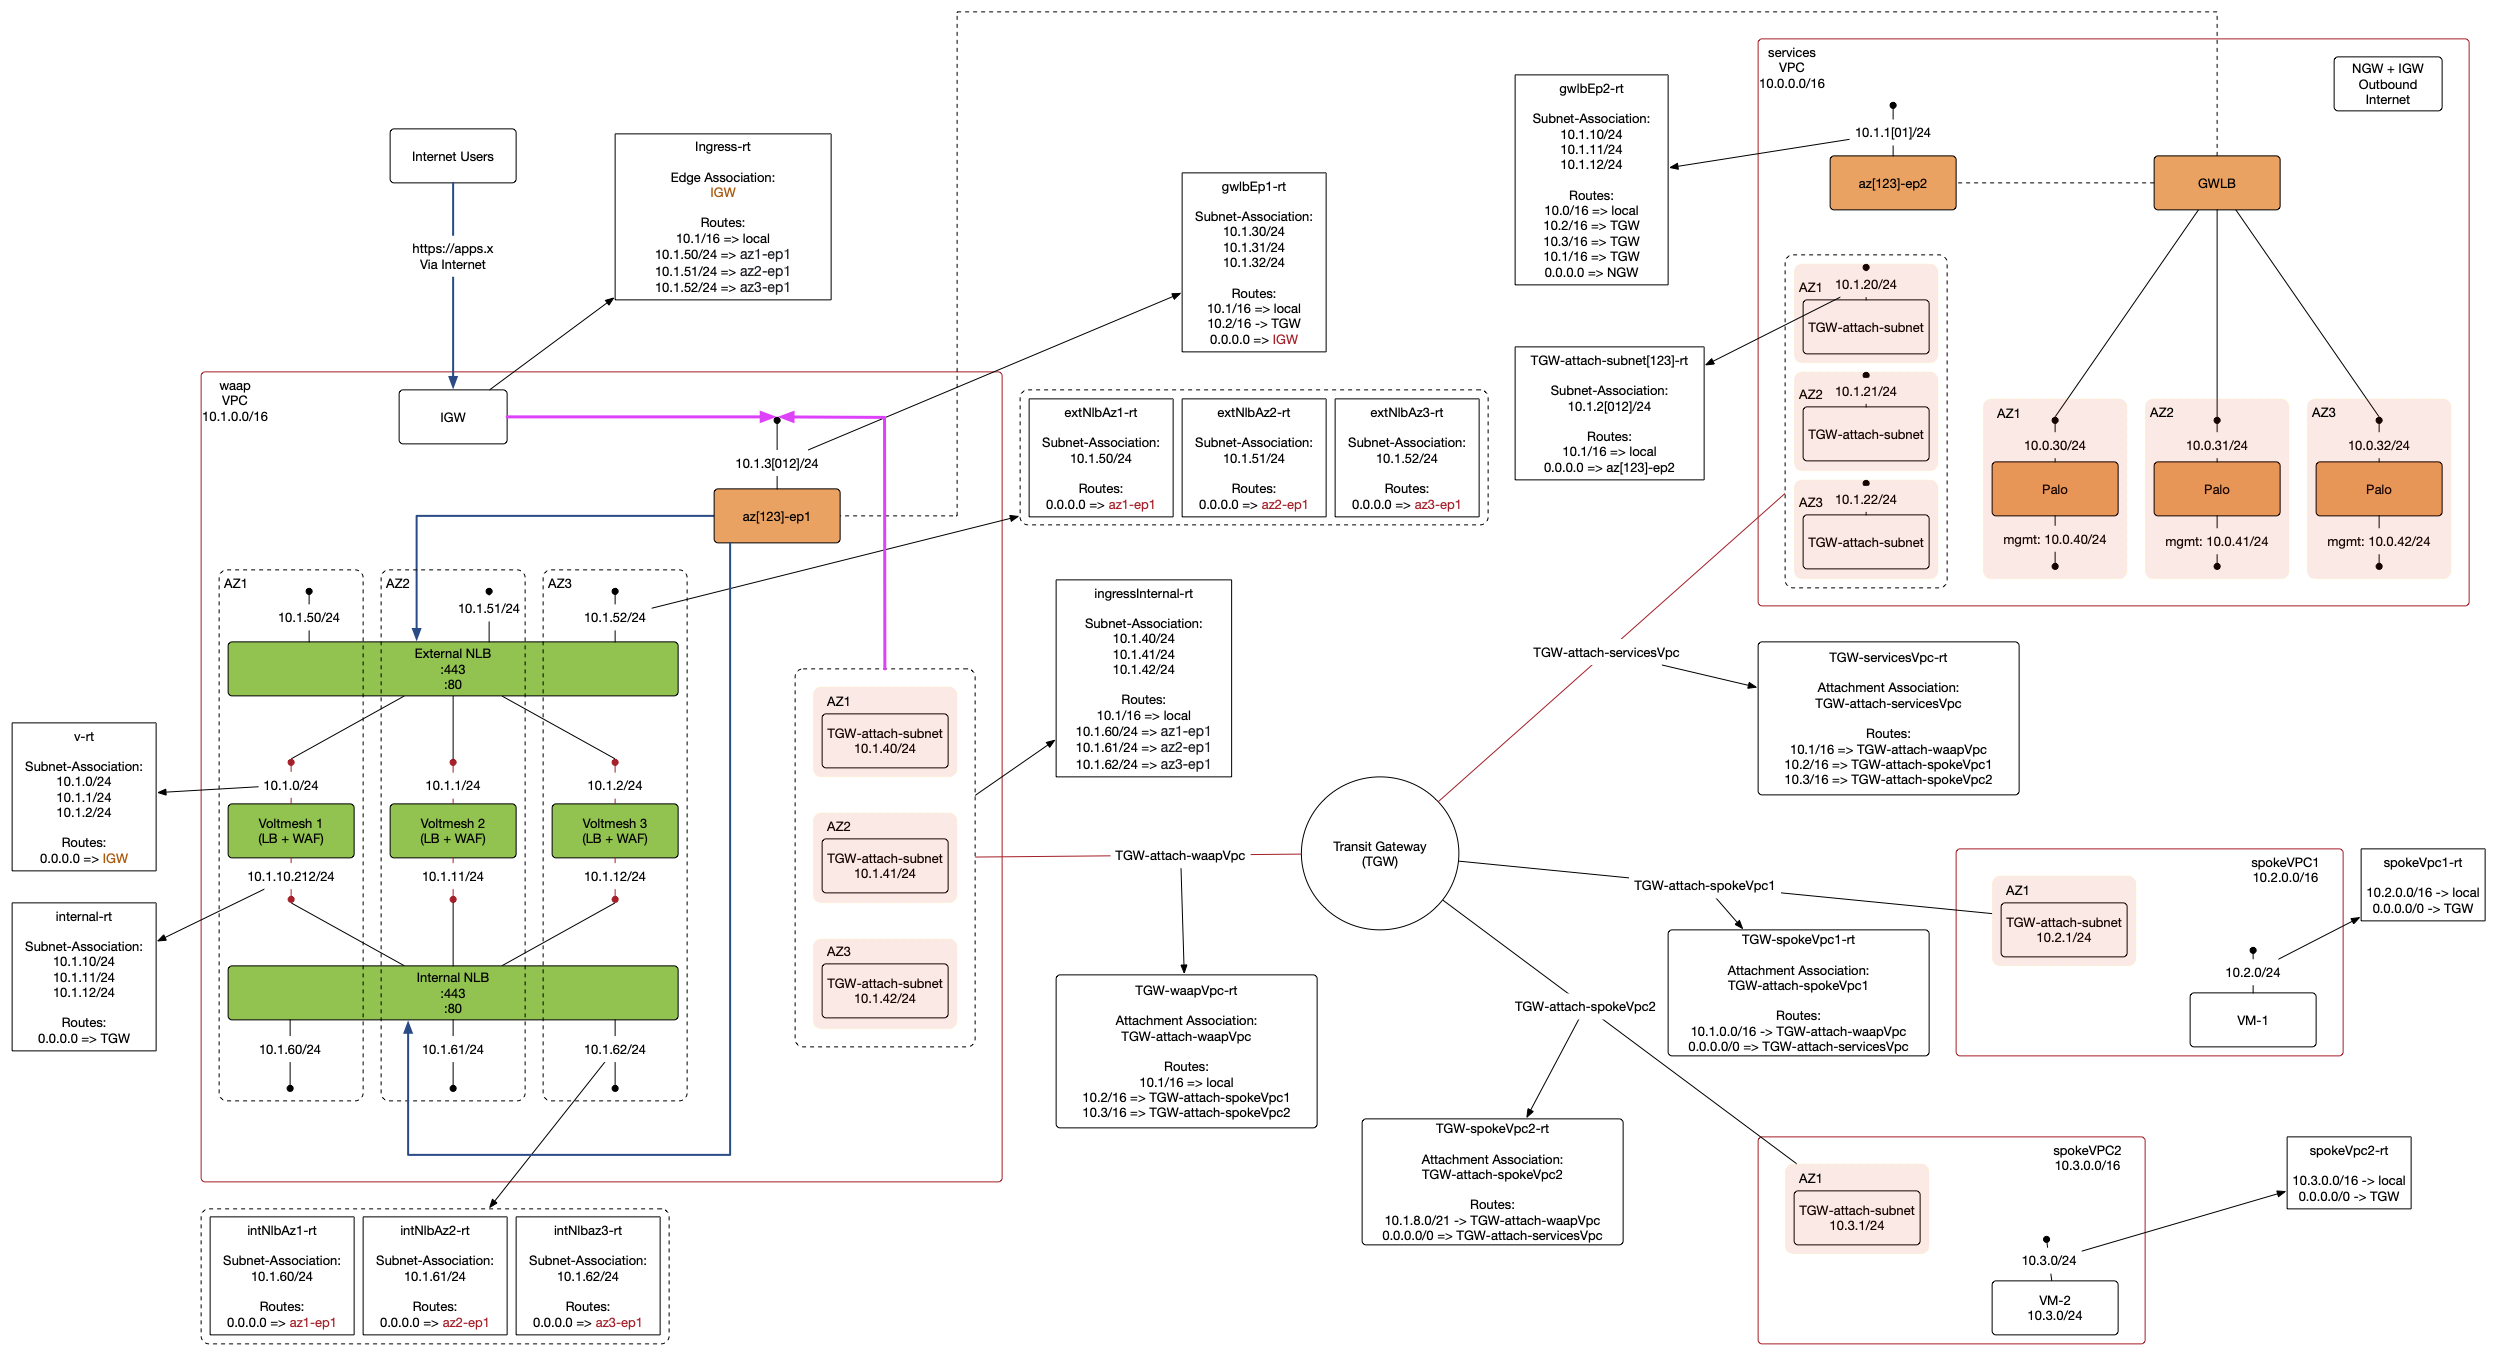 services
VPC
10.0.0.0/16
NGW + IGW
Outbound
Internet
gwlbEp2-rt
Subnet-Association:
10.1.10/24
10.1.11/24
10.1.12/24
Routes:
10.0/16 => local
10.2/16 => TGW
10.3/16 => TGW
10.1/16 => TGW
0.0.0.0 => NGW
10.1.1[01]/24
az[123]-ep2
GWLB
Internet Users
https://apps.x
Via Internet
Ingress-rt
Edge Association:
IGW
Routes:
10.1/16 => local
10.1.50/24 => az1-ep1
10.1.51/24 => az2-ep1
10.1.52/24 => az3-ep1
gwlbEp1-rt
Subnet-Association:
10.1.30/24
10.1.31/24
10.1.32/24
Routes:
10.1/16 => local
10.2/16 -> TGW
0.0.0.0 => IGW
AZ1
10.1.20/24
TGW-attach-subnet
AZ2
10.1.21/24
TGW-attach-subnet
AZ3
10.1.22/24
TGW-attach-subnet
TGW-attach-subnet[123]-rt
Subnet-Association:
10.1.2[012]/24
Routes:
10.1/16 => local
0.0.0.0 => az[123]-ep2
AZ1
10.0.30/24
Palo
mgmt: 10.0.40/24
AZ2
10.0.31/24
Palo
mgmt: 10.0.41/24
AZ3
10.0.32/24
Palo
mgmt: 10.0.42/24
waap
VPC
10.1.0.0/16
IGW
10.1.3[012]/24
az[123]-ep1
extNlbAz1-rt
Subnet-Association:
10.1.50/24
Routes:
0.0.0.0 => az1-ep1
extNlbAz2-rt
Subnet-Association:
10.1.51/24
Routes:
0.0.0.0 => az2-ep1
extNlbAz3-rt
Subnet-Association:
10.1.52/24
Routes:
0.0.0.0 => az3-ep1
AZ1
10.1.50/24
AZ2
10.1.51/24
AZ3
10.1.52/24
External NLB
:443
:80
ingressInternal-rt
Subnet-Association:
10.1.40/24
10.1.41/24
10.1.42/24
Routes:
10.1/16 => local
10.1.60/24 => az1-ep1
10.1.61/24 => az2-ep1
10.1.62/24 => az3-ep1
TGW-attach-servicesVpc
TGW-servicesVpc-rt
Attachment Association:
TGW-attach-servicesVpc
Routes:
10.1/16 => TGW-attach-waapVpc
10.2/16 => TGW-attach-spokeVpc1
10.3/16 => TGW-attach-spokeVpc2
v-rt
Subnet-Association:
10.1.0/24
10.1.1/24
10.1.2/24
Routes:
0.0.0.0 => IGW
10.1.0/24
10.1.1/24
10.1.2/24
Voltmesh 1
(LB + WAF)
Voltmesh 2
(LB + WAF)
Voltmesh 3
(LB + WAF)
10.1.10.212/24
10.1.11/24
10.1.12/24
AZ1
TGW-attach-subnet
10.1.40/24
AZ2
TGW-attach-subnet
10.1.41/24
AZ3
TGW-attach-subnet
10.1.42/24
internal-rt
Subnet-Association:
10.1.10/24
10.1.11/24
10.1.12/24
Routes:
0.0.0.0 => TGW
Internal NLB
:443
:80
10.1.60/24
10.1.61/24
10.1.62/24
TGW-attach-waapVpc
Transit Gateway
(TGW)
TGW-attach-spokeVpc1
TGW-attach-spokeVpc2
TGW-waapVpc-rt
Attachment Association:
TGW-attach-waapVpc
Routes:
10.1/16 => local
10.2/16 => TGW-attach-spokeVpc1
10.3/16 => TGW-attach-spokeVpc2
TGW-spokeVpc1-rt
Attachment Association:
TGW-attach-spokeVpc1
Routes:
10.1.0.0/16 -> TGW-attach-waapVpc
0.0.0.0/0 => TGW-attach-servicesVpc
spokeVPC1
10.2.0.0/16
AZ1
TGW-attach-subnet
10.2.1/24
10.2.0/24
VM-1
spokeVpc1-rt
10.2.0.0/16 -> local
0.0.0.0/0 -> TGW
TGW-spokeVpc2-rt
Attachment Association:
TGW-attach-spokeVpc2
Routes:
10.1.8.0/21 -> TGW-attach-waapVpc
0.0.0.0/0 => TGW-attach-servicesVpc
spokeVPC2
10.3.0.0/16
AZ1
TGW-attach-subnet
10.3.1/24
10.3.0/24
VM-2
10.3.0/24
spokeVpc2-rt
10.3.0.0/16 -> local
0.0.0.0/0 -> TGW
intNlbAz1-rt
Subnet-Association:
10.1.60/24
Routes:
0.0.0.0 => az1-ep1
intNlbAz2-rt
Subnet-Association:
10.1.61/24
Routes:
0.0.0.0 => az2-ep1
intNlbaz3-rt
Subnet-Association:
10.1.62/24
Routes:
0.0.0.0 => az3-ep1